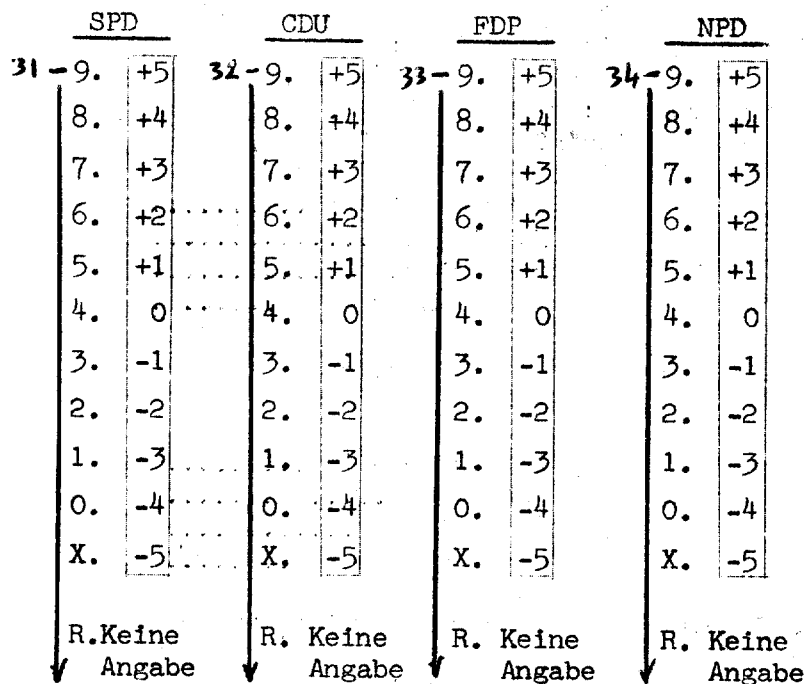 SPD CDU FDP NPD
31-9. +5 32-9. +5 33-9. +5 34-9. +5
8. +4 8. +4 8. +4 8. +4
7. +3 7. +3 7. +3 7. +3
6. +2 6. +2 6. +2 6. +2
5. +1 5. +1 5. +1 5. +1
4. 0 4. 0 4. 0 4. 0
3. -1 3. -1 3. -1 3. -1
2. -2 2. -2 2. -2 2. -2
1. -3 1. -3 1. -3 1. -3
0. -4 0. -4 0. -4 0. -4
X. -5 X. -5 X. -5 X. -5
R.Keine R. Keine R. Keine R. Keine
Angabe Angabe Angabe Angabe